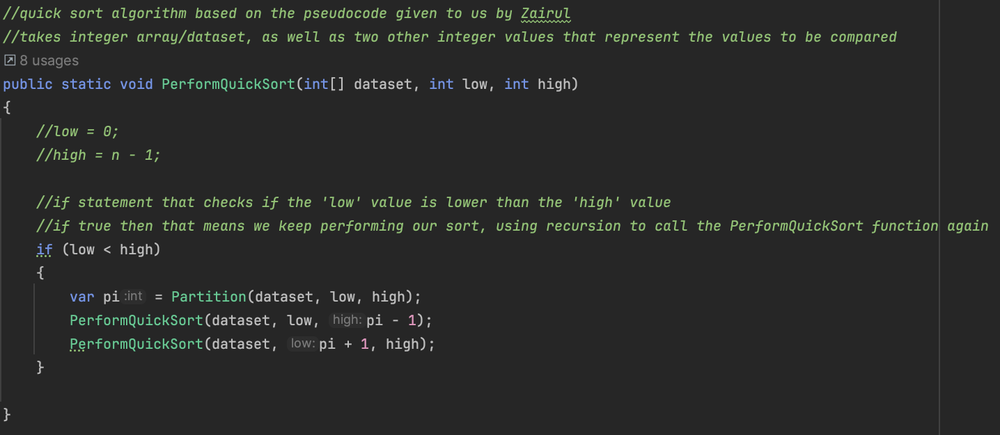 //quick sort algorithm based on the pseudocode given to us by Zairul
//takes integer array/dataset, as well as two other integer values that represent the values to be compared
8 usages
public static void PerformQuickSort(int[] dataset, int low, int high)
{
//low = 0;
//high = n - 1;
//if statement that checks if the 'low' value is lower than the 'high' value
//if true then that means we keep performing our sort, using recursion to call the PerformQuickSort function again
if (low < high)
{
var pi :int = Partition(dataset, low, high);
PerformQuickSort(dataset, low, high: pi - 1);
PerformQuickSort(dataset, low: pi + 1, high);
}
}